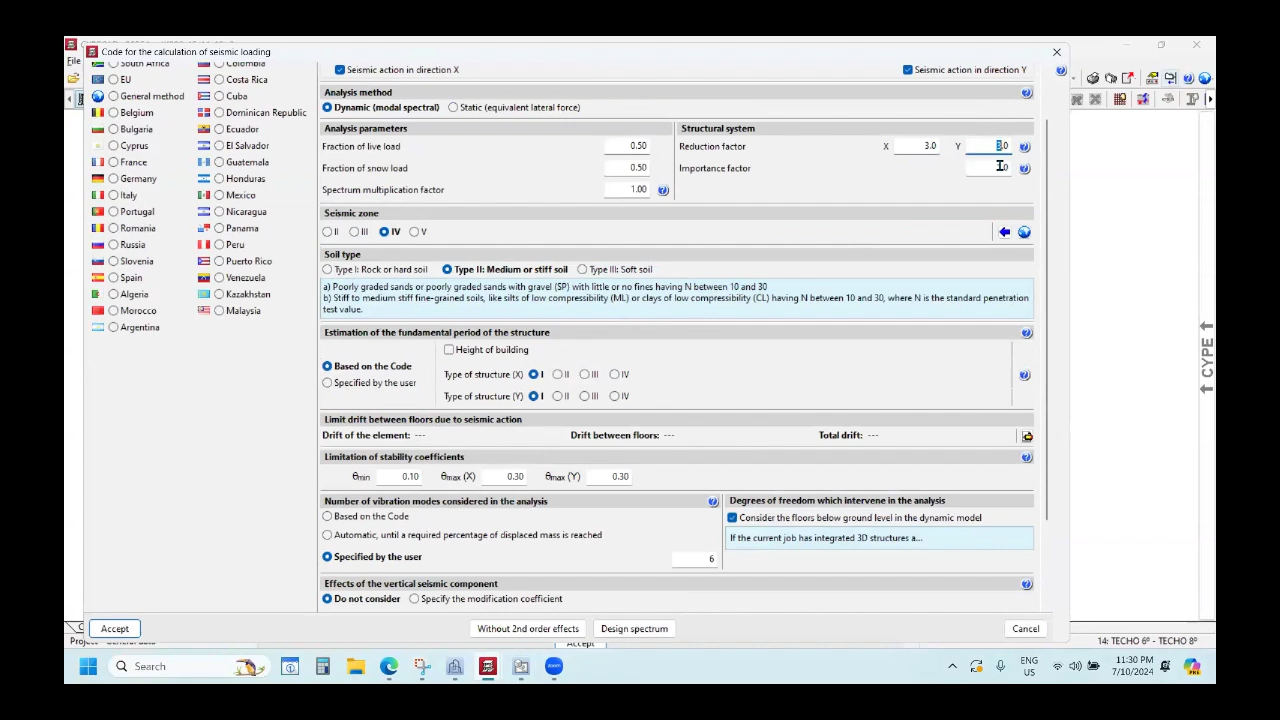 Code for the calculation of seismic loading
File
South Africa
Colombia
EU
Costa Rica
General method
Cuba
Belgium
Dominican Republic
Bulgaria
Ecuador
Cyprus
El Salvador
France
Guatemala
Germany
Honduras
Italy
Mexico
Portugal
Nicaragua
Romania
Panama
Russia
Peru
Slovenia
Puerto Rico
Spain
Venezuela
Algeria
Kazakhstan
Morocco
Malaysia
Argentina
Seismic action in direction X
Seismic action in direction Y
Analysis method
Dynamic (modal spectral)
Static (equivalent lateral force)
Analysis parameters
Fraction of live load 0.50
Fraction of snow load 0.50
Spectrum multiplication factor 1.00
Structural system
Reduction factor X 3.0 Y 3.0
Importance factor
Seismic zone
II III IV V
Soil type
Type I: Rock or hard soil
Type II: Medium or stiff soil
Type III: Soft soil
a) Poorly graded sands or poorly graded sands with gravel (SP) with little or no fines having N between 10 and 30
b) Stiff to medium stiff fine-grained soils, like silts of low compressibility (ML) or clays of low compressibility (CL) having N between 10 and 30, where N is the standard penetration
test value.
Estimation of the fundamental period of the structure
Based on the Code
Specified by the user
Height of building
Type of structure (X) I II III IV
Type of structure (Y) I II III IV
Limit drift between floors due to seismic action
Drift of the element: ---
Drift between floors: ---
Total drift: ---
Limitation of stability coefficients
θmin 0.10 θmax (X) 0.30 θmax (Y) 0.30
Number of vibration modes considered in the analysis
Based on the Code
Automatic, until a required percentage of displaced mass is reached
Specified by the user 6
Degrees of freedom which intervene in the analysis
Consider the floors below ground level in the dynamic model
If the current job has integrated 3D structures a...
Effects of the vertical seismic component
Do not consider
Specify the modification coefficient
Accept
Without 2nd order effects
Design spectrum
Cancel
CYPE
14: TECHO 6º - TECHO 8º
Accept
Search
ENG
US
11:30 PM
7/10/2024